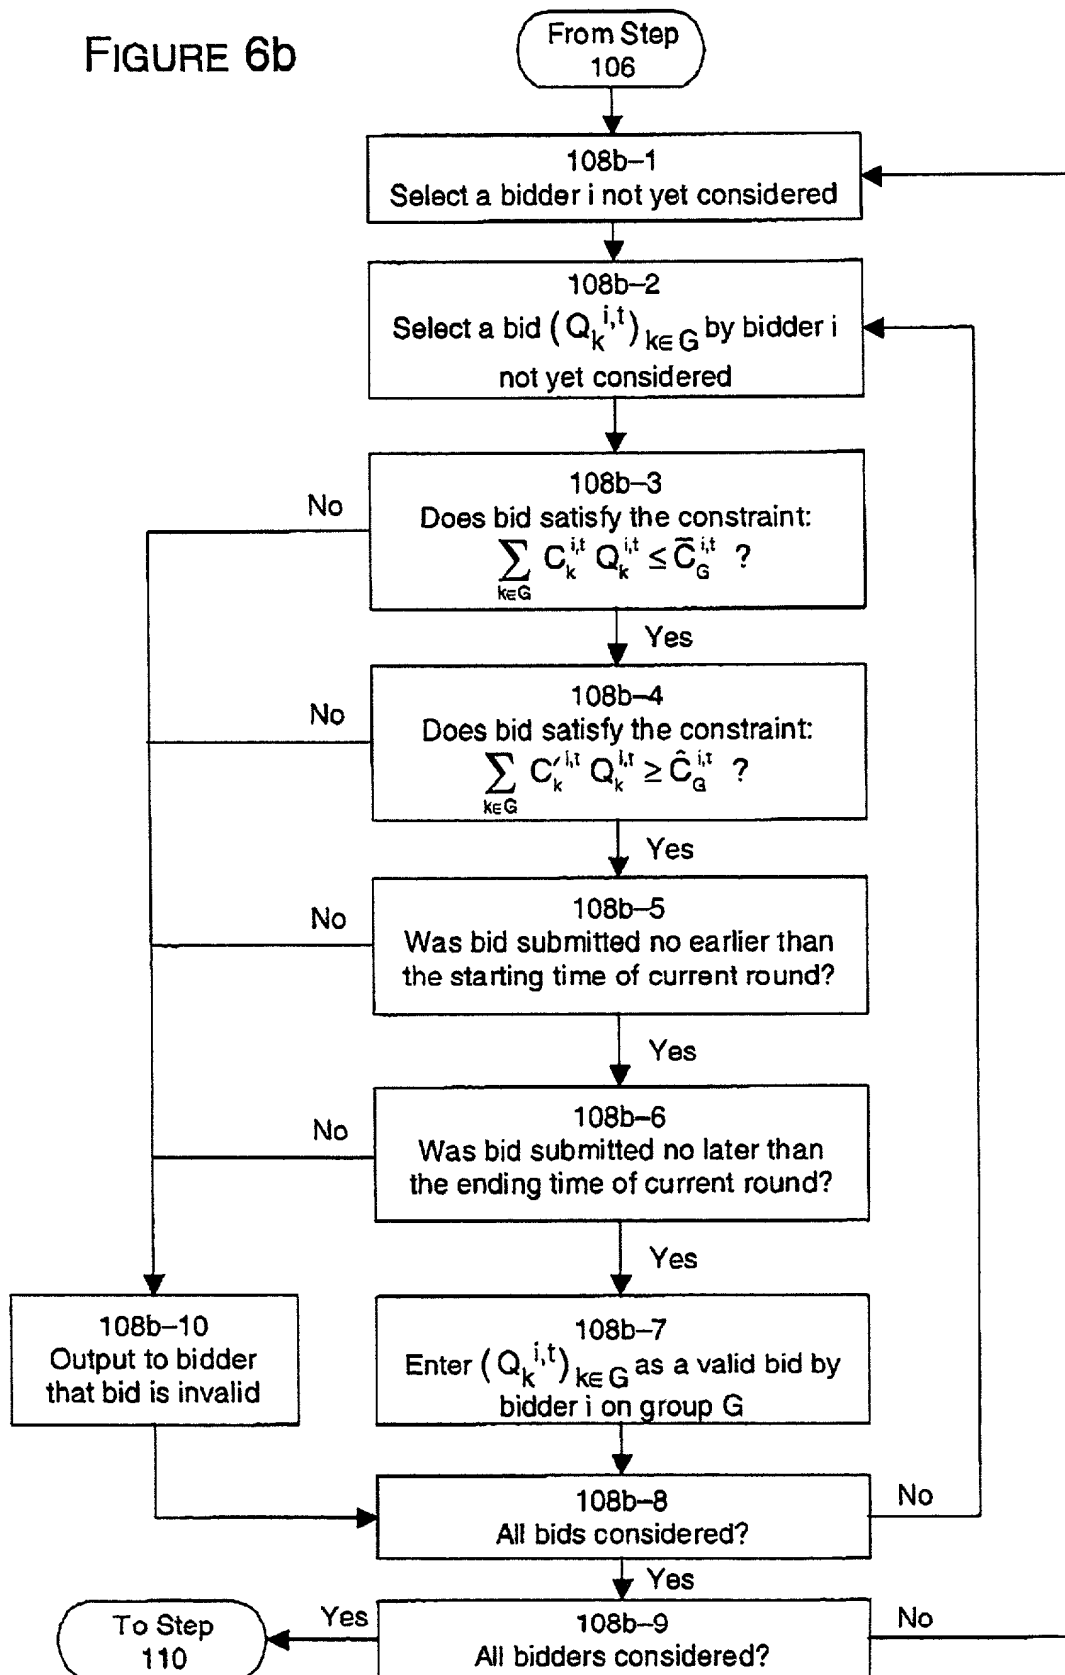 FIGURE 6b
From Step
106
108b–1
Select a bidder i not yet considered
108b–2
Select a bid (Q_k^{i,t})_{k∈G} by bidder i
not yet considered
108b–3
Does bid satisfy the constraint:
∑_{k∈G} C_k^{i,t} Q_k^{i,t} ≤ C̄_G^{i,t} ?
No
Yes
108b–4
Does bid satisfy the constraint:
∑_{k∈G} C′_k^{i,t} Q_k^{i,t} ≥ Ĉ_G^{i,t} ?
No
Yes
108b–5
Was bid submitted no earlier than
the starting time of current round?
No
Yes
108b–6
Was bid submitted no later than
the ending time of current round?
No
Yes
108b–10
Output to bidder
that bid is invalid
108b–7
Enter (Q_k^{i,t})_{k∈G} as a valid bid by
bidder i on group G
108b–8
All bids considered?
No
Yes
108b–9
All bidders considered?
Yes
No
To Step
110